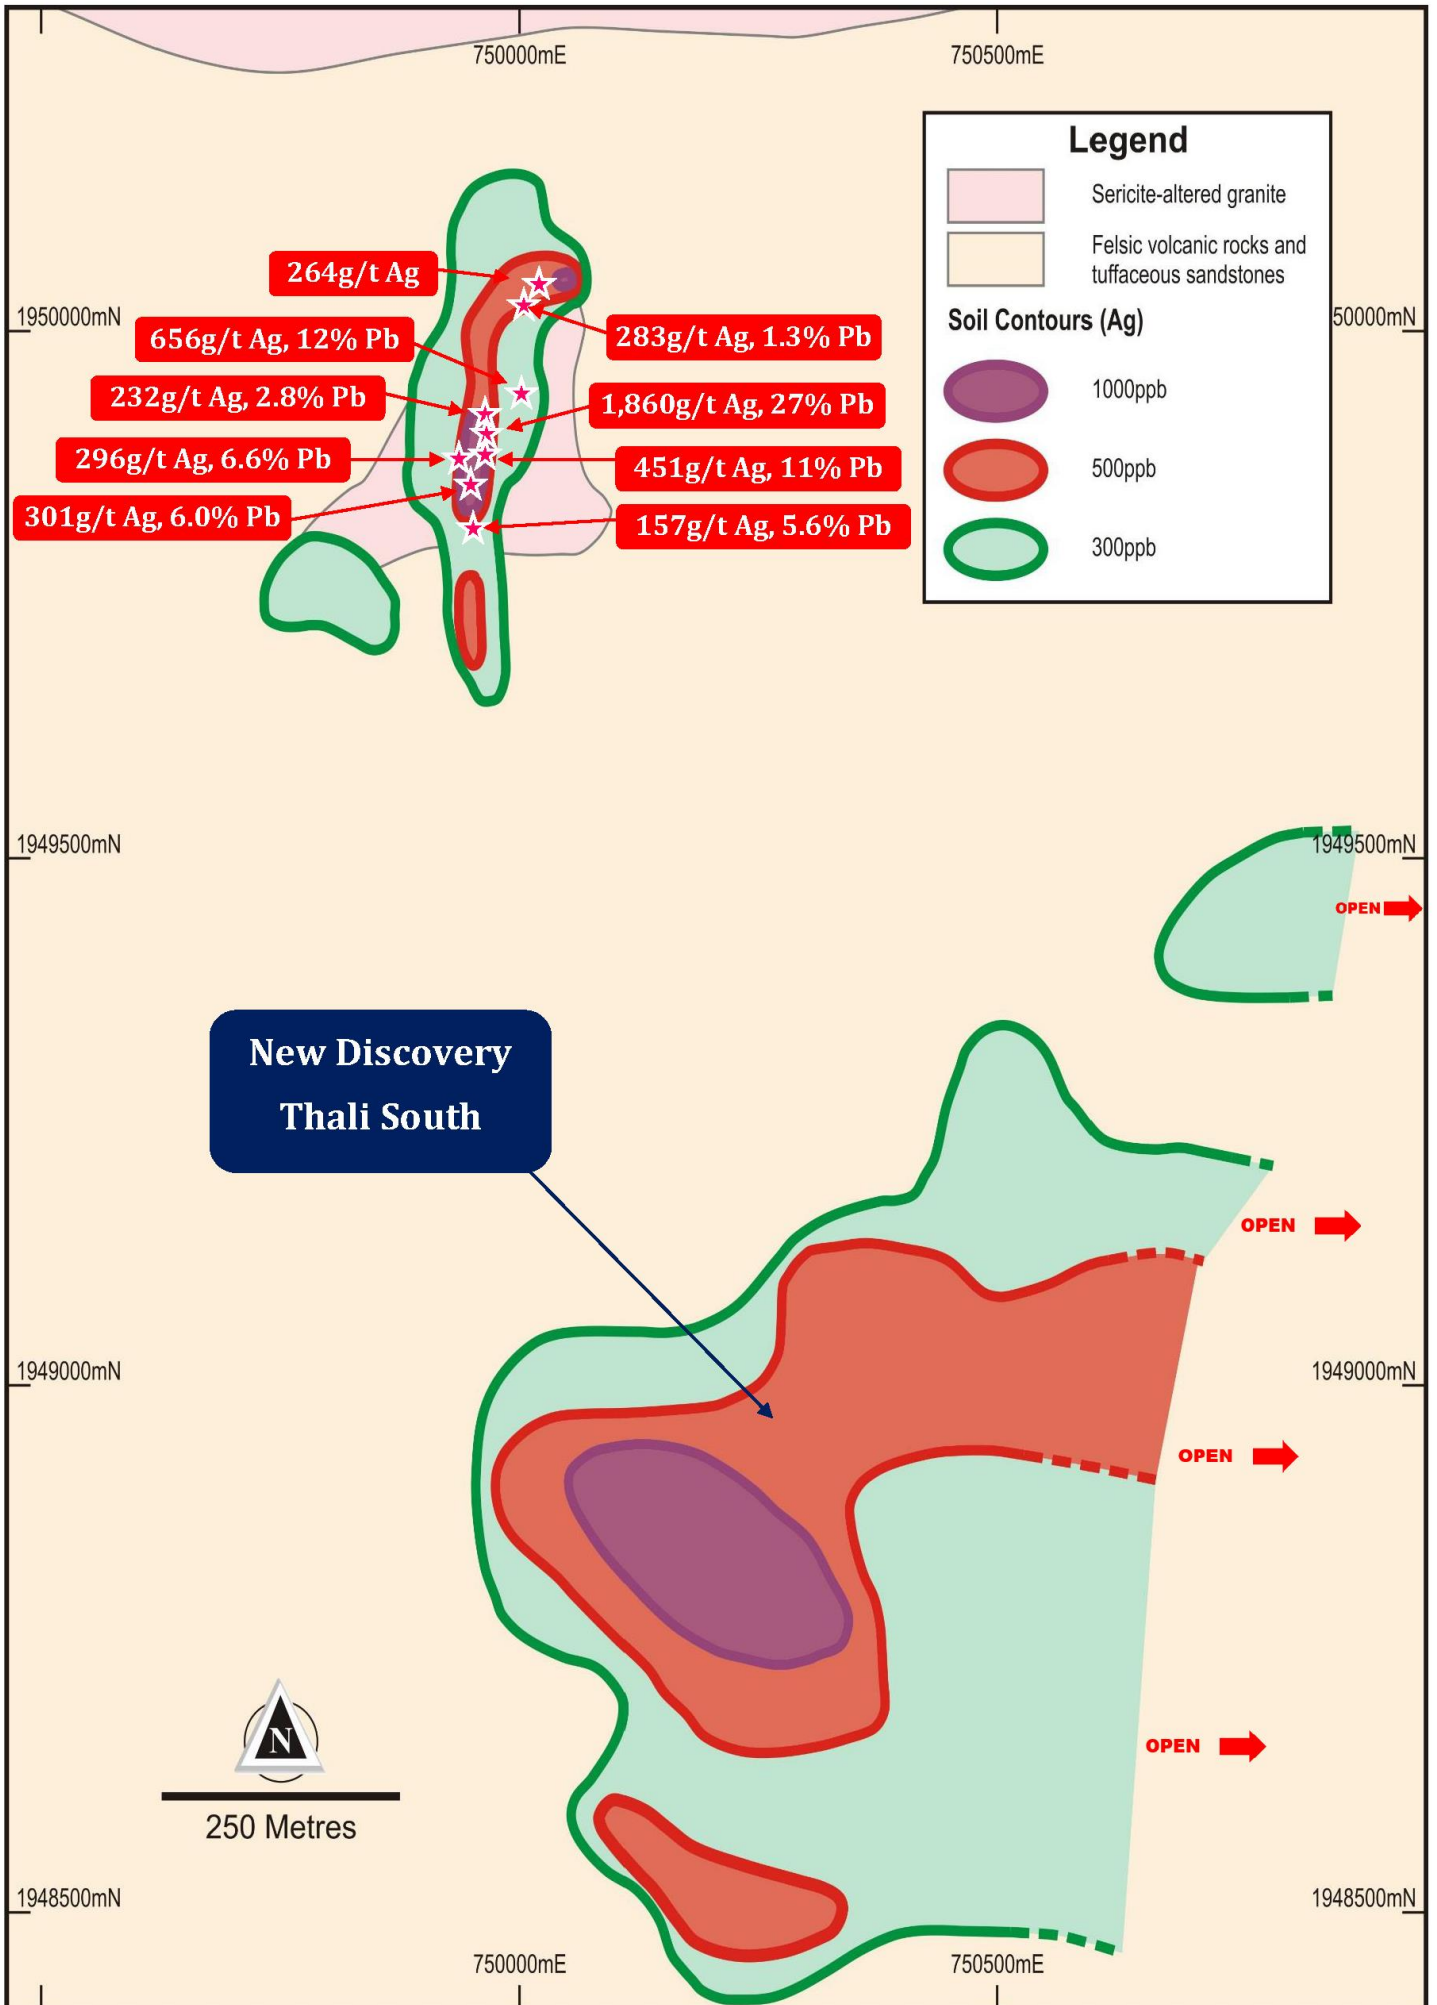 750000mE
750500mE
Legend
Sericite-altered granite
Felsic volcanic rocks and
tuffaceous sandstones
Soil Contours (Ag)
1000ppb
500ppb
300ppb
264g/t Ag
1950000mN
50000mN
656g/t Ag, 12% Pb
283g/t Ag, 1.3% Pb
232g/t Ag, 2.8% Pb
1,860g/t Ag, 27% Pb
296g/t Ag, 6.6% Pb
451g/t Ag, 11% Pb
301g/t Ag, 6.0% Pb
157g/t Ag, 5.6% Pb
1949500mN
1949500mN
OPEN
New Discovery
Thali South
OPEN
1949000mN
1949000mN
OPEN
N
OPEN
250 Metres
1948500mN
1948500mN
750000mE
750500mE